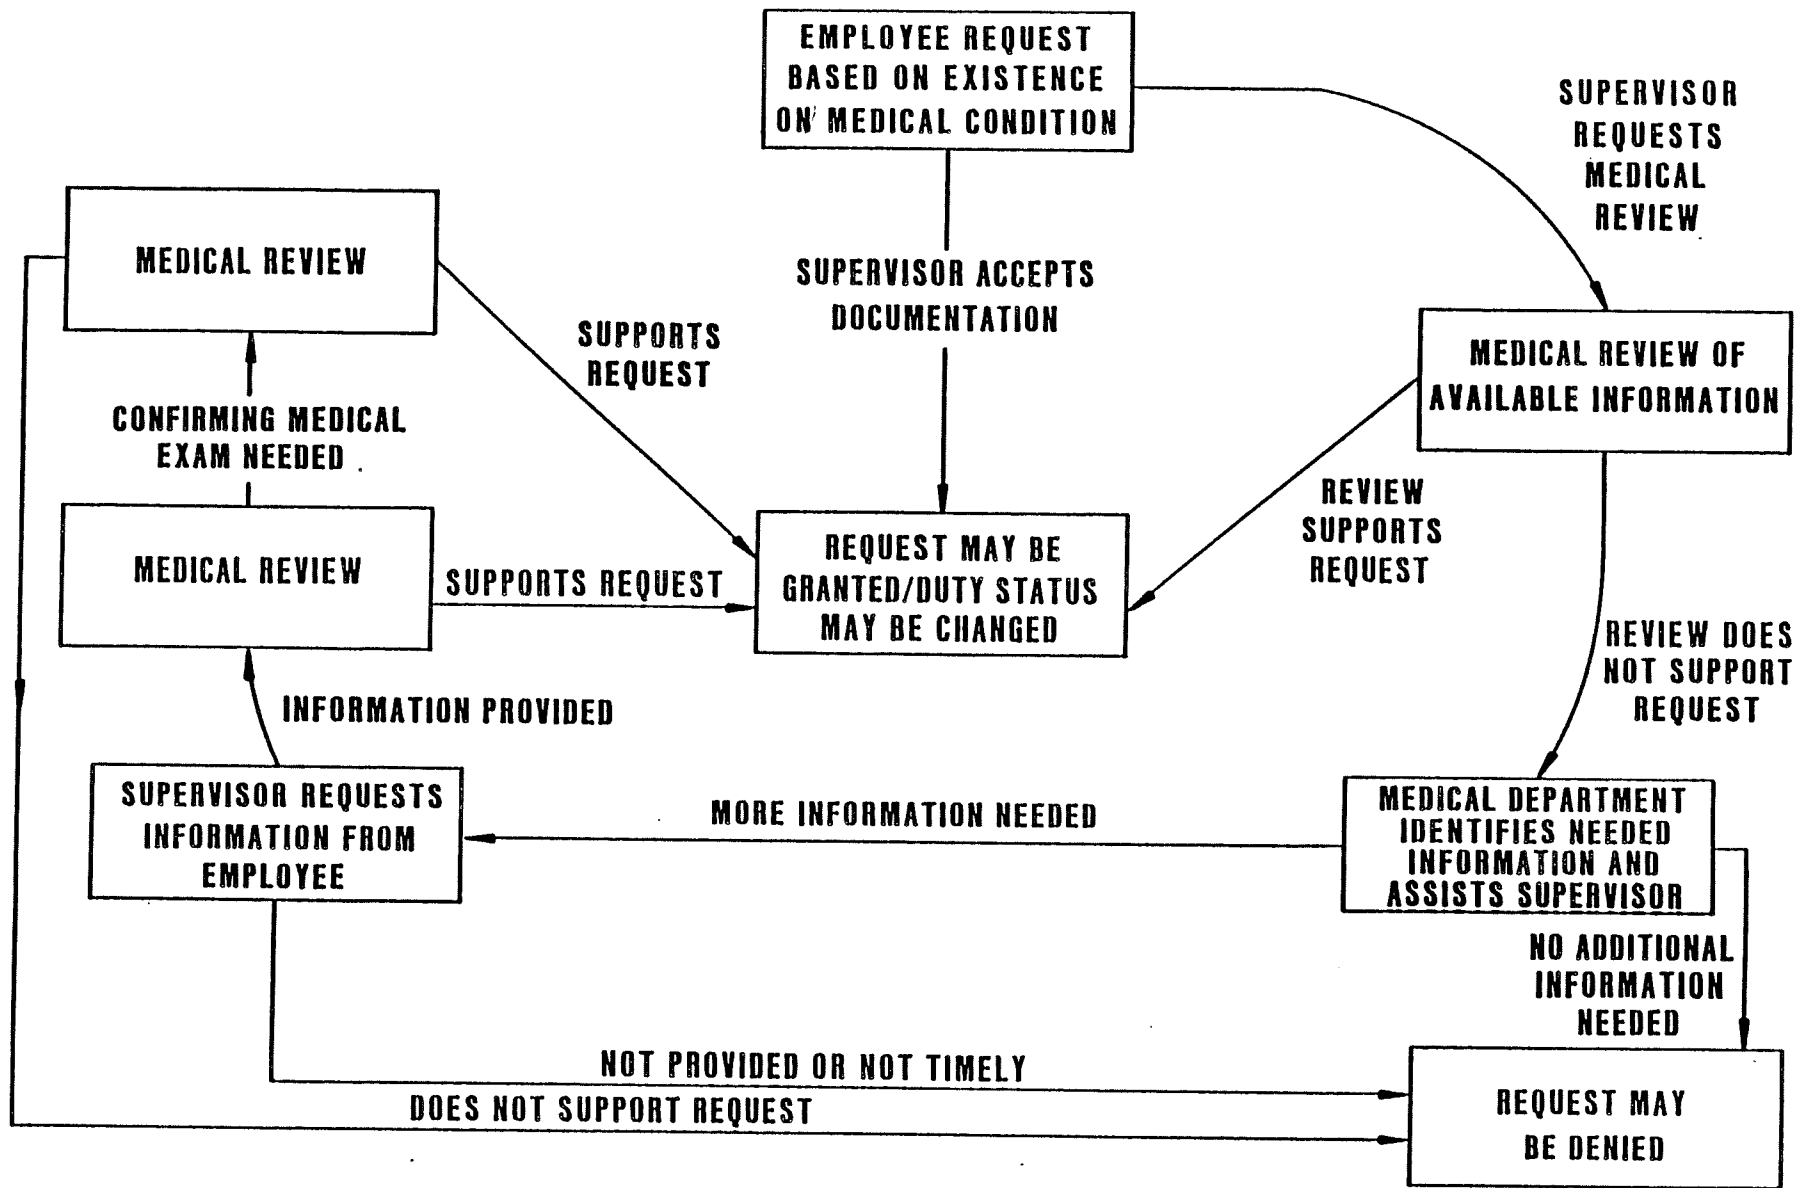 EMPLOYEE REQUEST
BASED ON EXISTENCE
ON MEDICAL CONDITION
SUPERVISOR
REQUESTS
MEDICAL
REVIEW
MEDICAL REVIEW
SUPERVISOR ACCEPTS
DOCUMENTATION
SUPPORTS
REQUEST
MEDICAL REVIEW OF
AVAILABLE INFORMATION
CONFIRMING MEDICAL
EXAM NEEDED
REVIEW
SUPPORTS
REQUEST
MEDICAL REVIEW
SUPPORTS REQUEST
REQUEST MAY BE
GRANTED/DUTY STATUS
MAY BE CHANGED
REVIEW DOES
NOT SUPPORT
REQUEST
INFORMATION PROVIDED
SUPERVISOR REQUESTS
INFORMATION FROM
EMPLOYEE
MORE INFORMATION NEEDED
MEDICAL DEPARTMENT
IDENTIFIES NEEDED
INFORMATION AND
ASSISTS SUPERVISOR
NO ADDITIONAL
INFORMATION
NEEDED
NOT PROVIDED OR NOT TIMELY
DOES NOT SUPPORT REQUEST
REQUEST MAY
BE DENIED